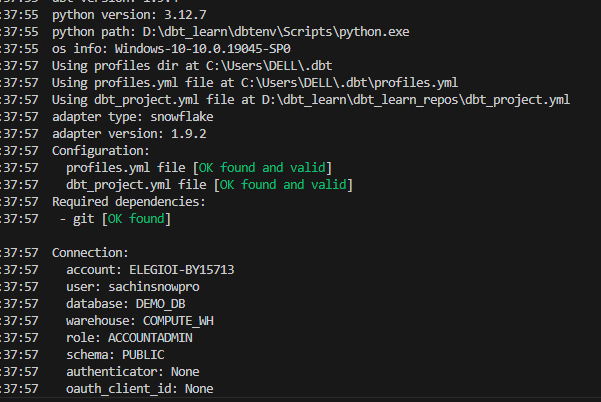 :37:55  dbt version: 1.9.4
:37:55  python version: 3.12.7
:37:55  python path: D:\dbt_learn\dbtenv\Scripts\python.exe
:37:55  os info: Windows-10-10.0.19045-SP0
:37:57  Using profiles dir at C:\Users\DELL\.dbt
:37:57  Using profiles.yml file at C:\Users\DELL\.dbt\profiles.yml
:37:57  Using dbt_project.yml file at D:\dbt_learn\dbt_learn_repos\dbt_project.yml
:37:57  adapter type: snowflake
:37:57  adapter version: 1.9.2
:37:57  Configuration:
:37:57    profiles.yml file [OK found and valid]
:37:57    dbt_project.yml file [OK found and valid]
:37:57  Required dependencies:
:37:57   - git [OK found]
:37:57  Connection:
:37:57    account: ELEGIOI-BY15713
:37:57    user: sachinsnowpro
:37:57    database: DEMO_DB
:37:57    warehouse: COMPUTE_WH
:37:57    role: ACCOUNTADMIN
:37:57    schema: PUBLIC
:37:57    authenticator: None
:37:57    oauth_client_id: None